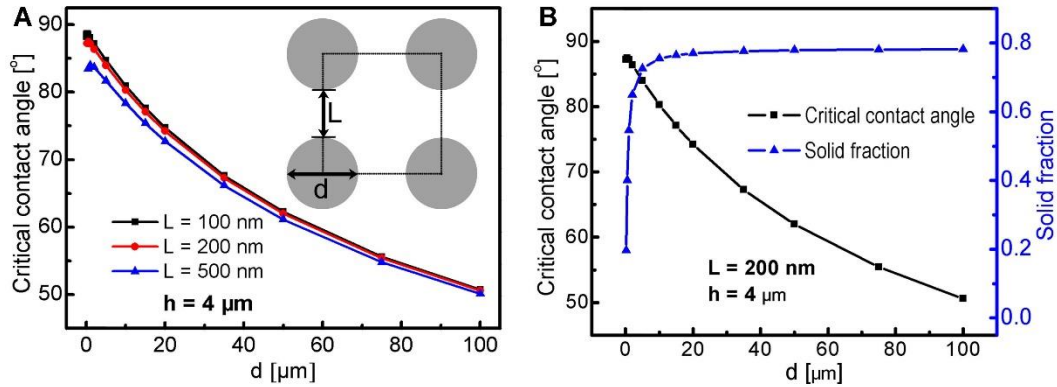 A
Critical contact angle [°]
90
80
70
60
50
L
d
L = 100 nm
L = 200 nm
L = 500 nm
h = 4 μm
0
20
40
60
80
100
d [μm]
B
Critical contact angle [°]
90
80
70
60
50
Critical contact angle
Solid fraction
L = 200 nm
h = 4 μm
0
20
40
60
80
100
d [μm]
0.8
0.6
0.4
0.2
0.0
Solid fraction